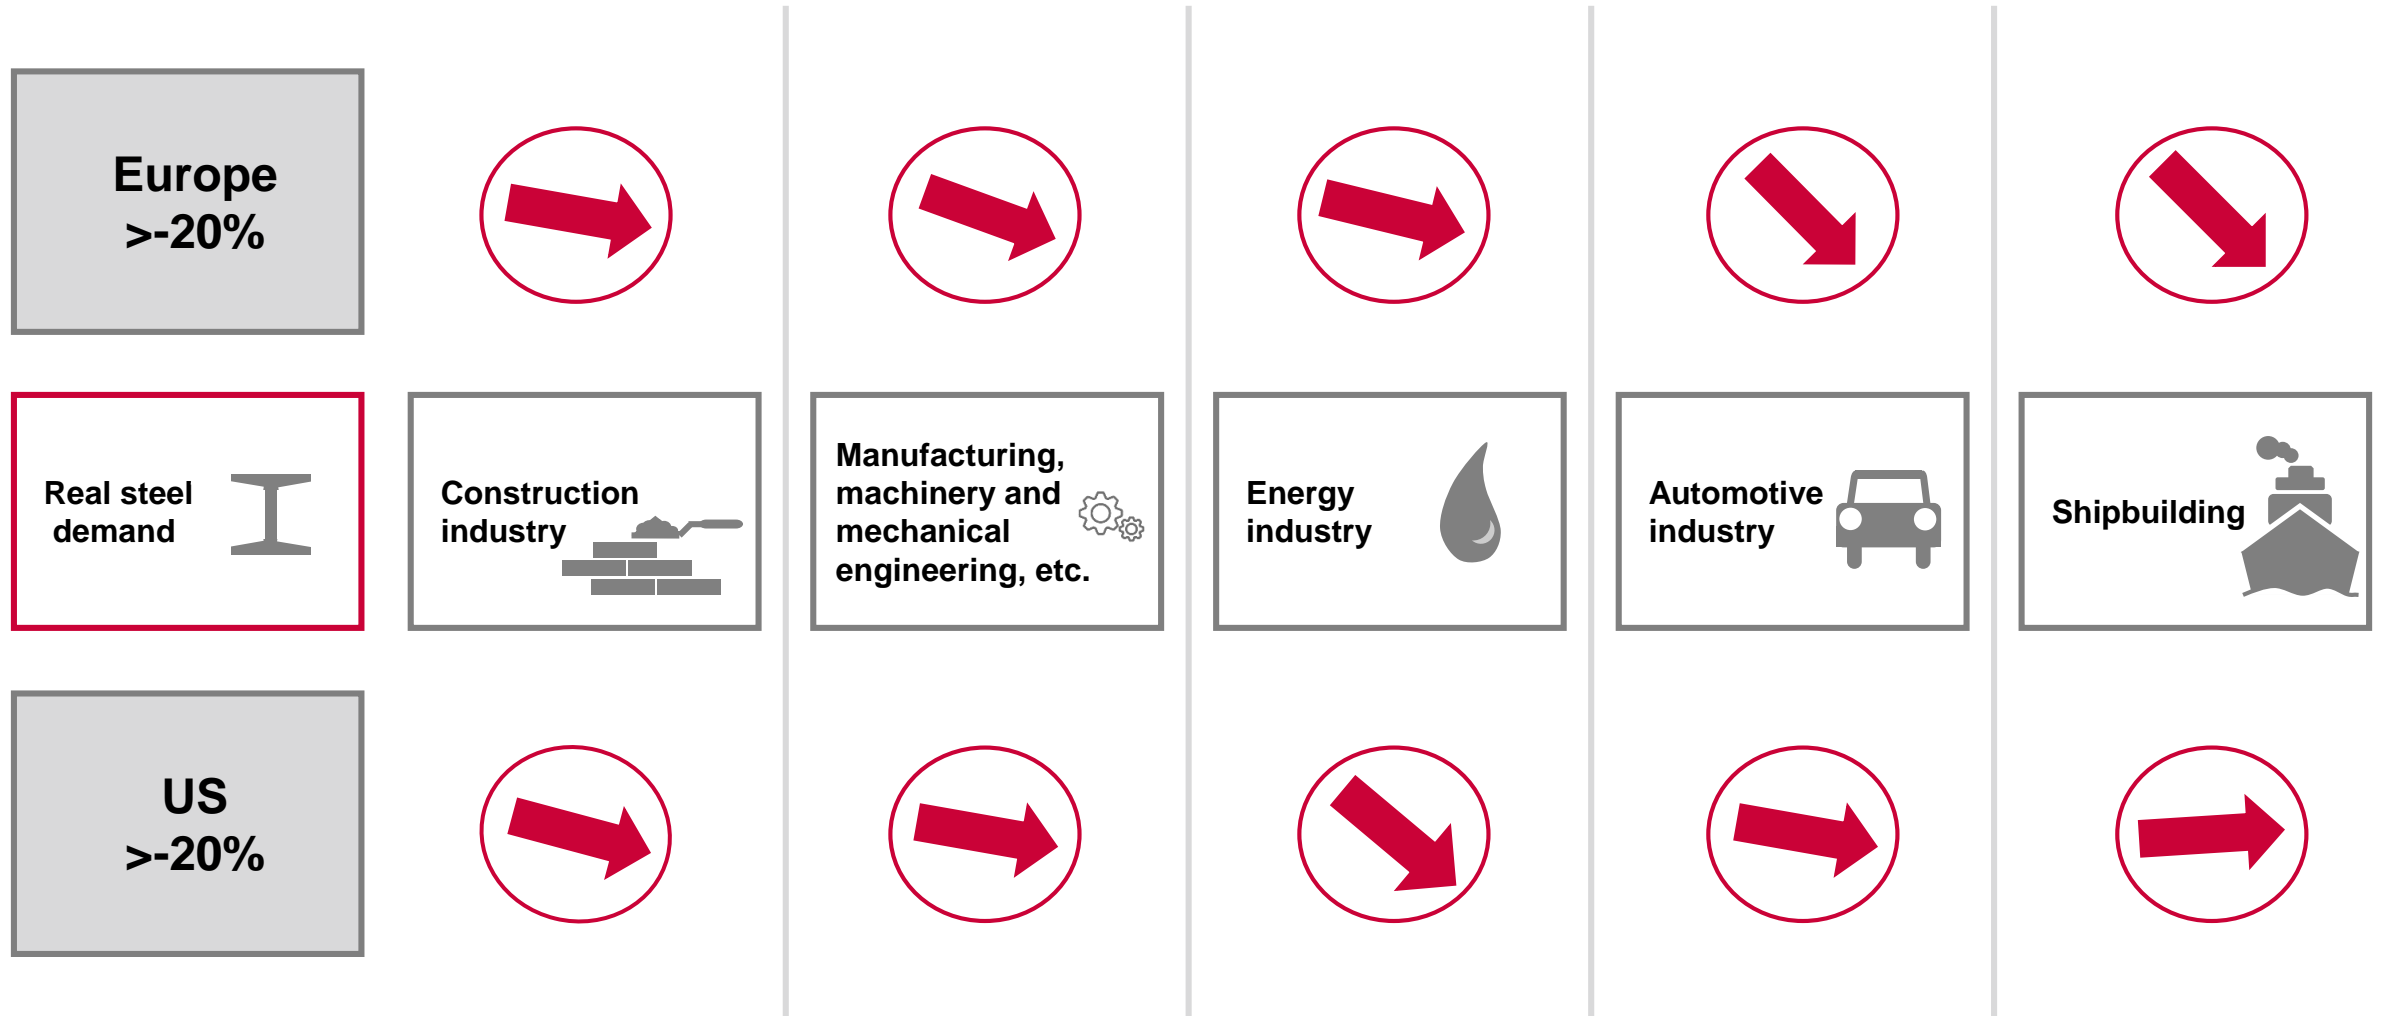 Europe
>-20%
Real steel
demand
Construction
industry
Manufacturing,
machinery and
mechanical
engineering, etc.
Energy
industry
Automotive
industry
Shipbuilding
US
>-20%